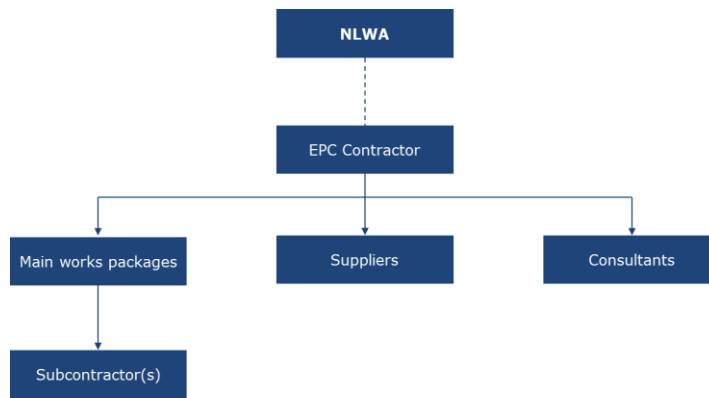 NLWA
EPC Contractor
Main works packages
Suppliers
Consultants
Subcontractor(s)